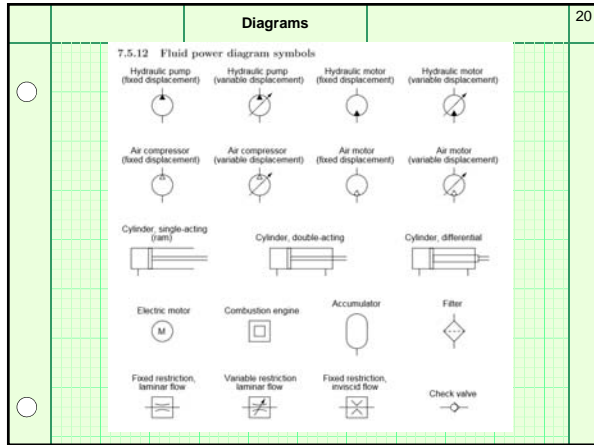 Diagrams
20
7.5.12 Fluid power diagram symbols
Hydraulic pump
(fixed displacement)
Hydraulic pump
(variable displacement)
Hydraulic motor
(fixed displacement)
Hydraulic motor
(variable displacement)
Air compressor
(fixed displacement)
Air compressor
(variable displacement)
Air motor
(fixed displacement)
Air motor
(variable displacement)
Cylinder, single-acting
(ram)
Cylinder, double-acting
Cylinder, differential
Electric motor
Combustion engine
Accumulator
Filter
M
Fixed restriction,
laminar flow
Variable restriction
laminar flow
Fixed restriction,
inviscid flow
Check valve